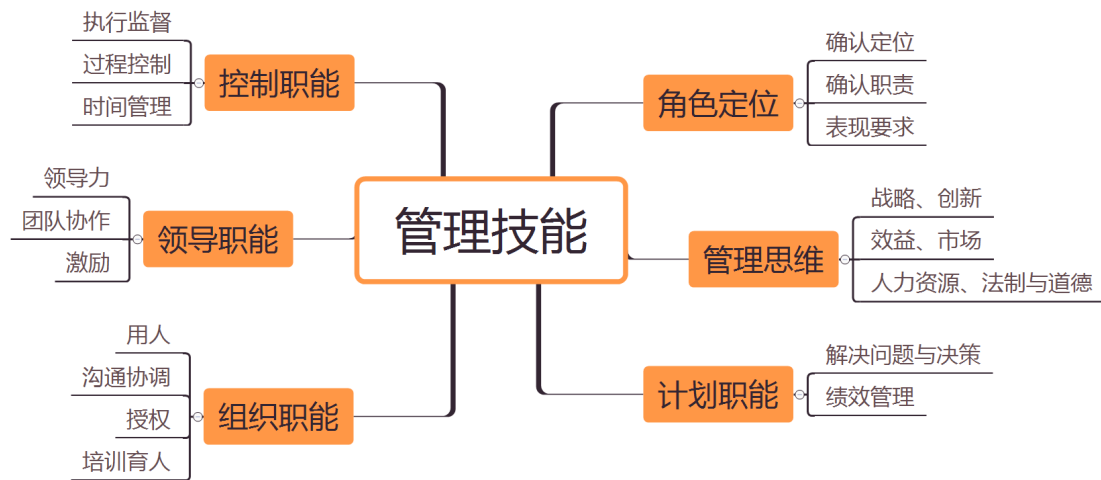 管理技能
角色定位
确认定位
确认职责
表现要求
管理思维
战略、创新
效益、市场
人力资源、法制与道德
计划职能
解决问题与决策
绩效管理
控制职能
执行监督
过程控制
时间管理
领导职能
领导力
团队协作
激励
组织职能
用人
沟通协调
授权
培训育人